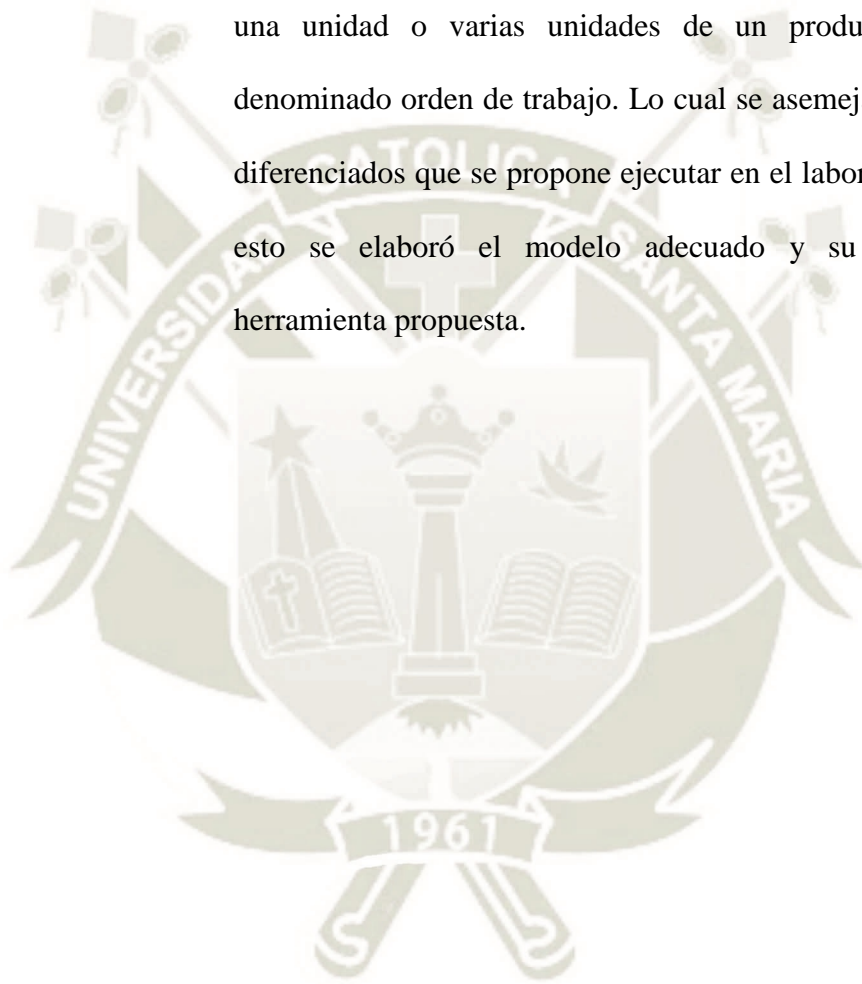 una unidad o varias unidades de un produ
denominado orden de trabajo. Lo cual se asemej
diferenciados que se propone ejecutar en el labor
esto se elaboró el modelo adecuado y su
herramienta propuesta.
UNIVERSIDAD CATOLICA SANTA MARIA
1961